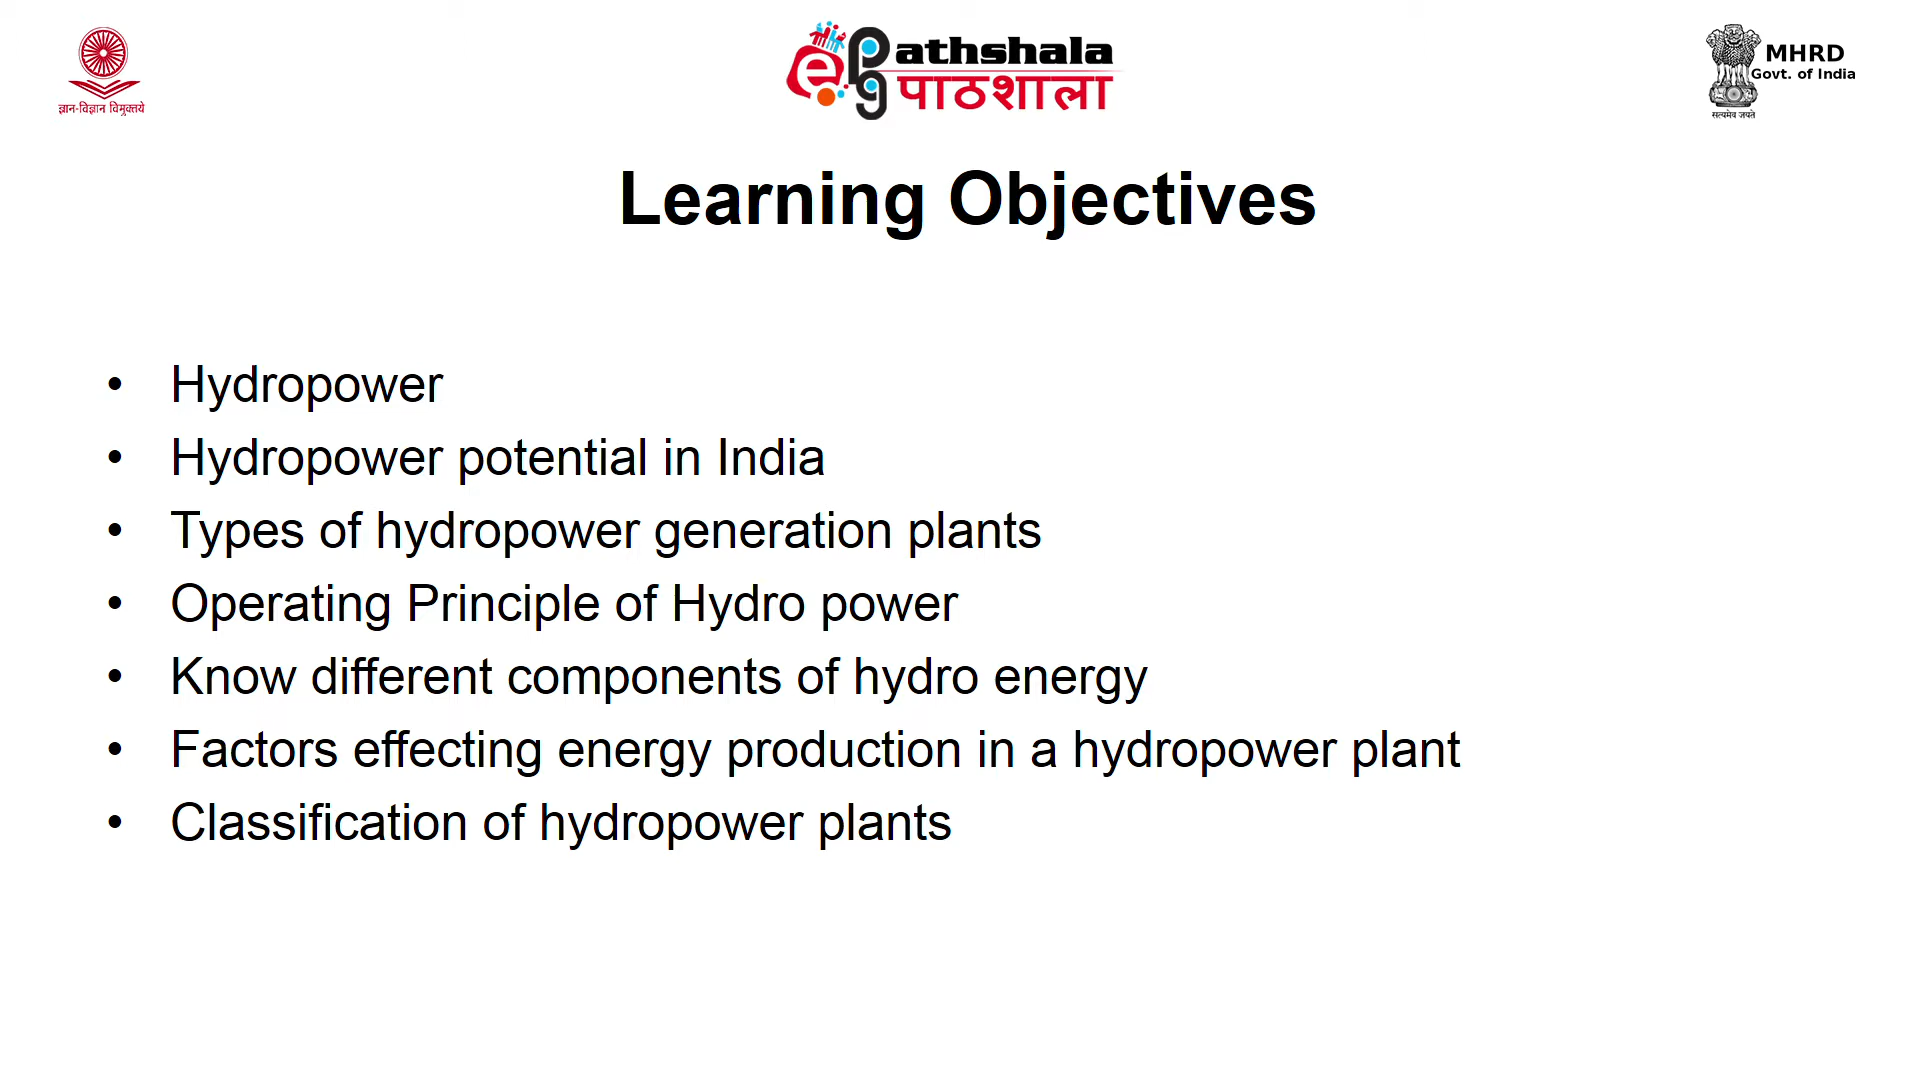 ज्ञान-विज्ञान विमुक्तये
e PG athshala
पाठशाला
MHRD
Govt. of India
सत्यमेव जयते
Learning Objectives
• Hydropower
• Hydropower potential in India
• Types of hydropower generation plants
• Operating Principle of Hydro power
• Know different components of hydro energy
• Factors effecting energy production in a hydropower plant
• Classification of hydropower plants